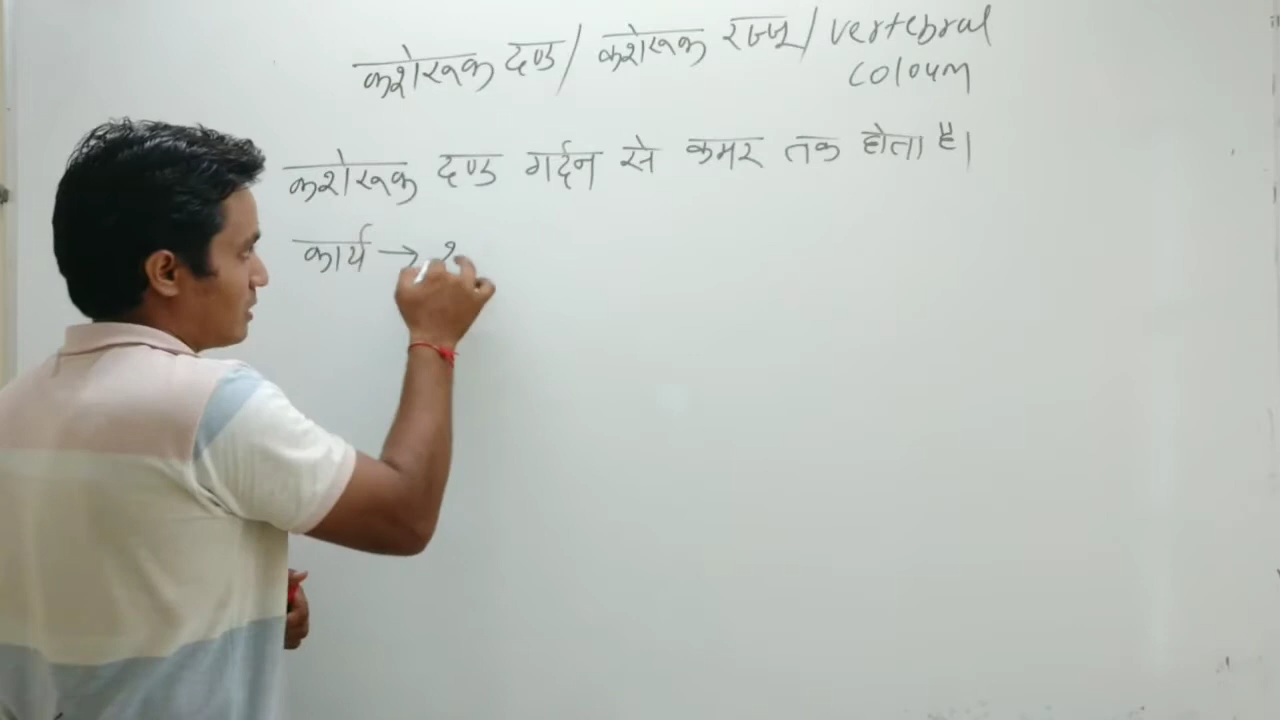 कशेरूक दण्ड / कशेरूक रज्जू / vertebral
coloum
कशेरूक दण्ड गर्दन से कमर तक होता है।
कार्य →